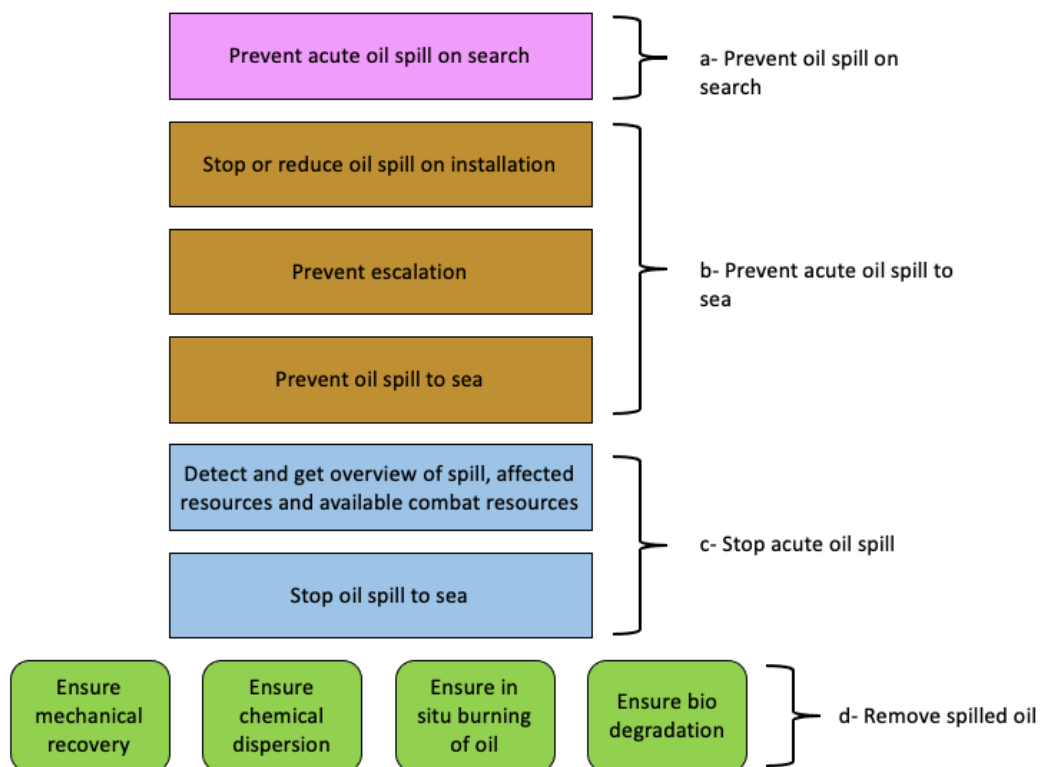 Prevent acute oil spill on search
a- Prevent oil spill on
search
Stop or reduce oil spill on installation
Prevent escalation
b- Prevent acute oil spill to
sea
Prevent oil spill to sea
Detect and get overview of spill, affected
resources and available combat resources
c- Stop acute oil spill
Stop oil spill to sea
Ensure
mechanical
recovery
Ensure
chemical
dispersion
Ensure in
situ burning
of oil
Ensure bio
degradation
d- Remove spilled oil